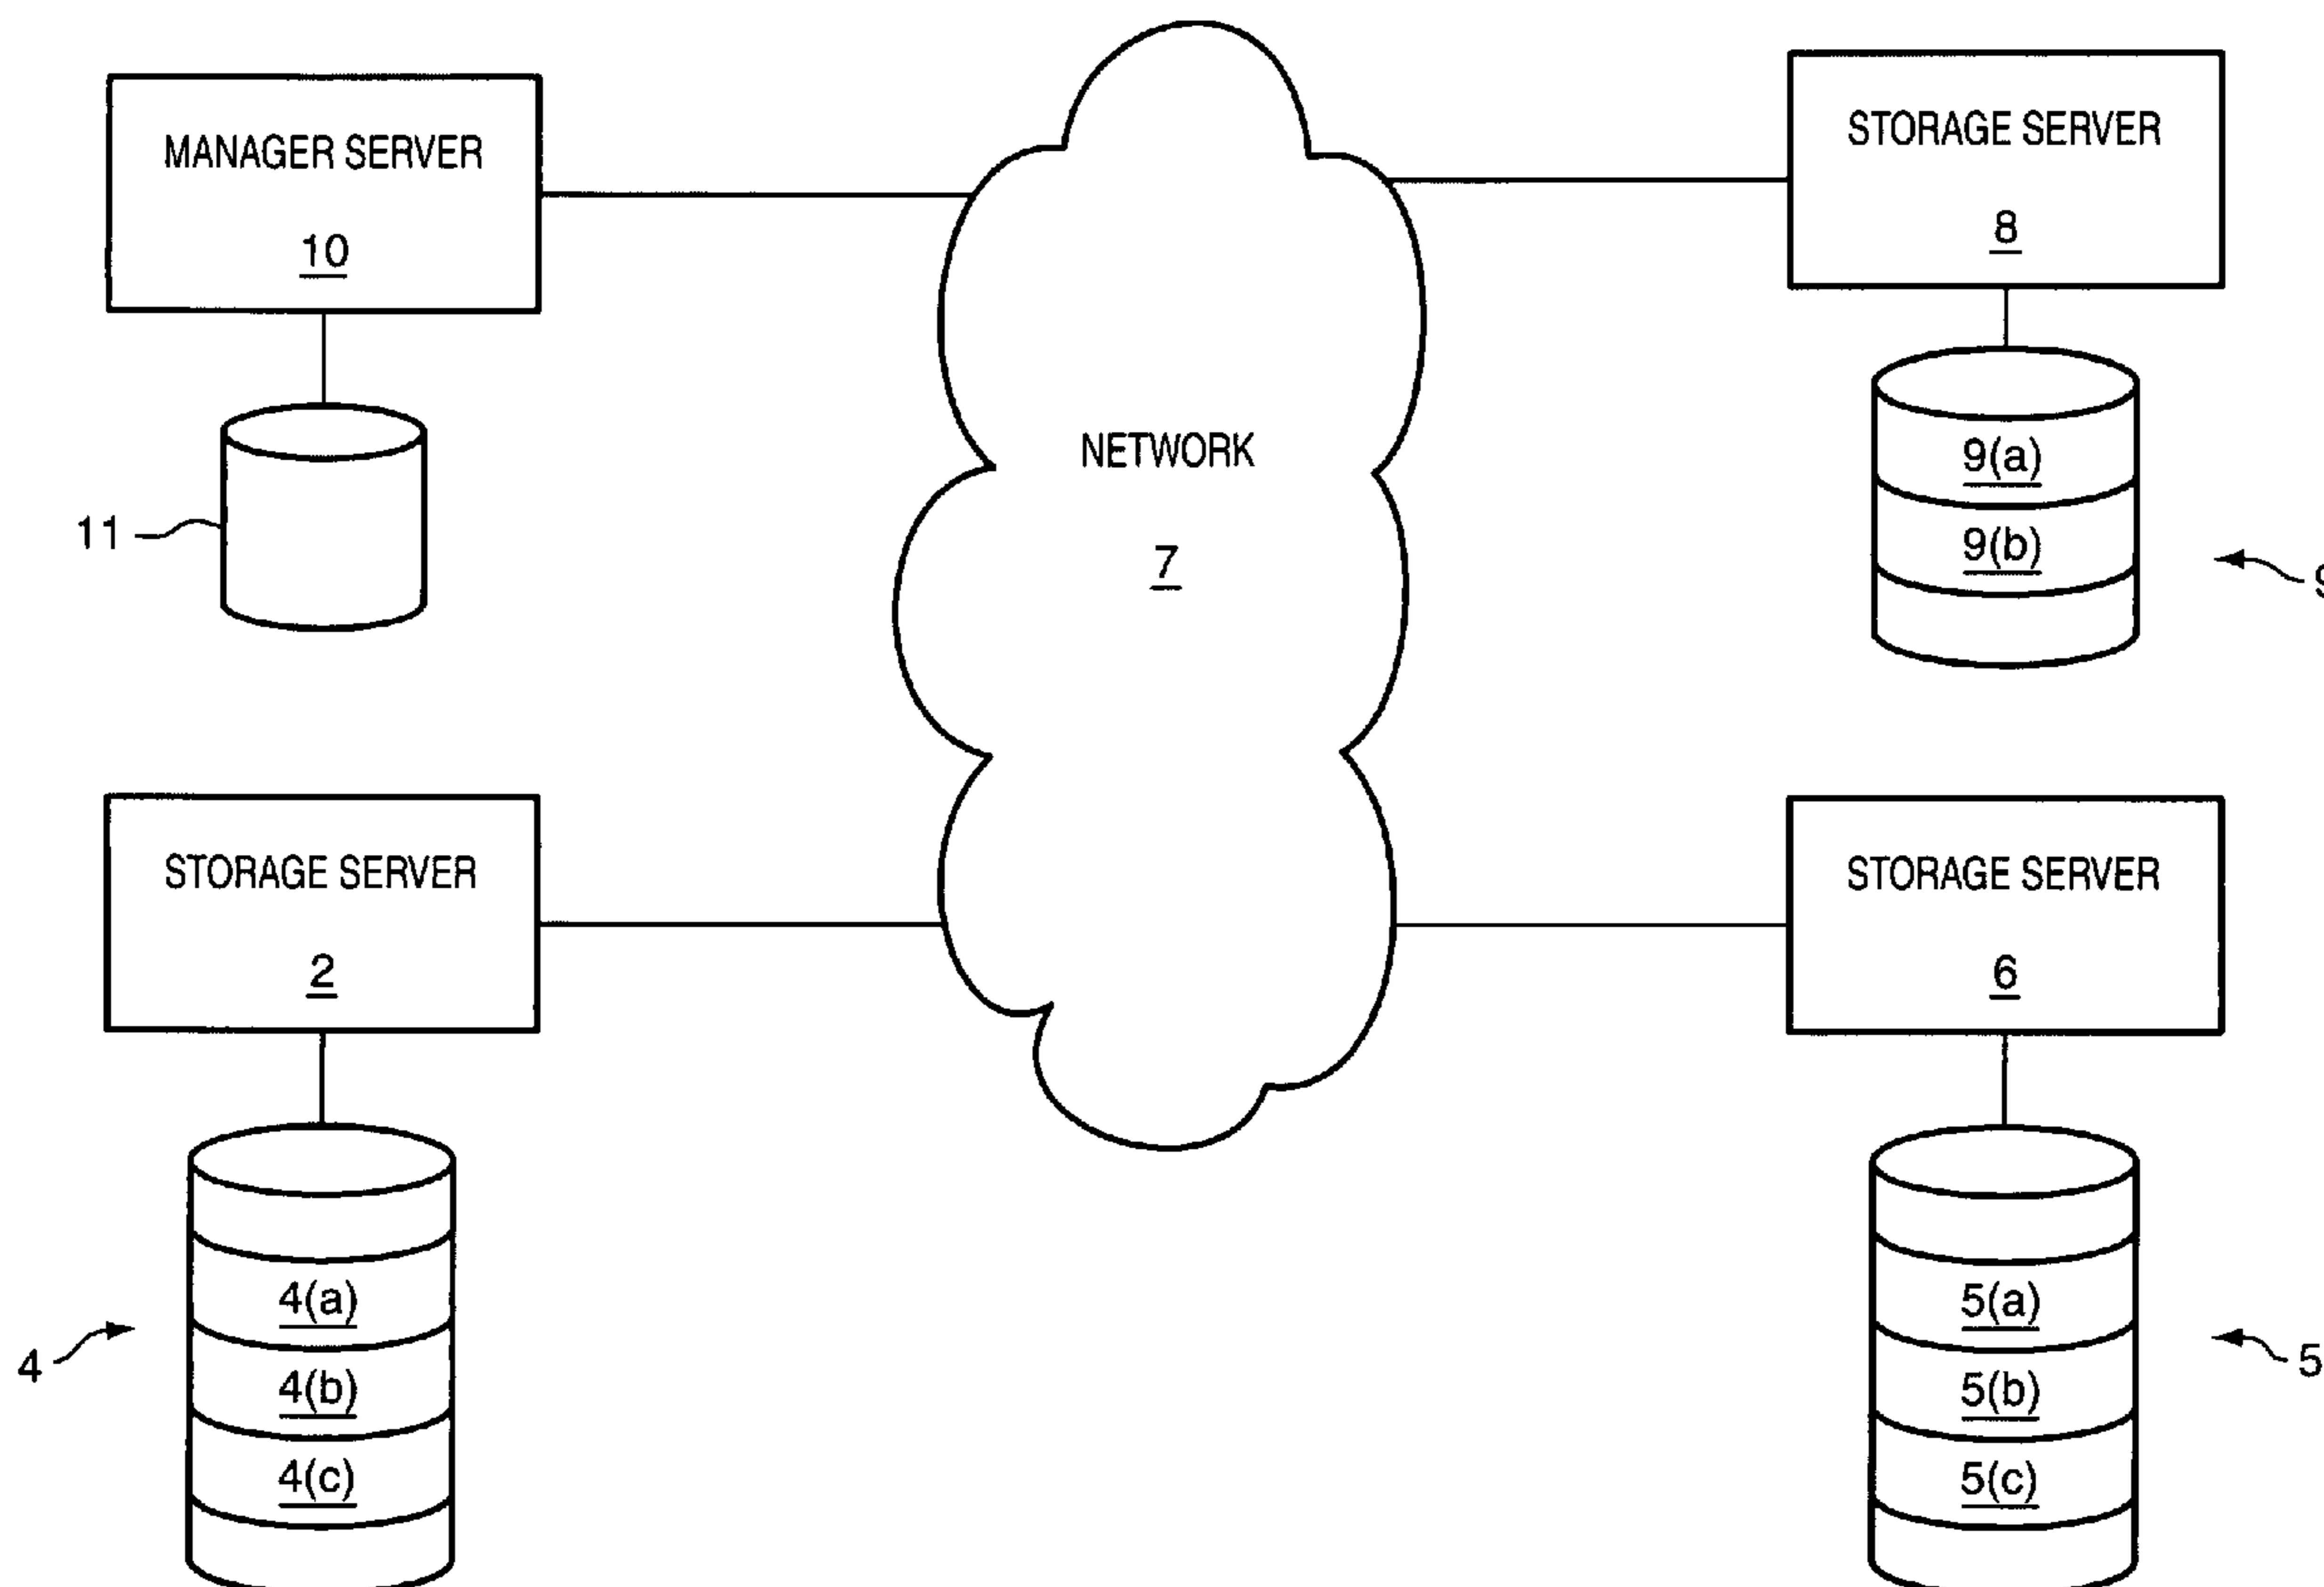 MANAGER SERVER
10
11
STORAGE SERVER
8
9(a)
9(b)
9
NETWORK
7
STORAGE SERVER
2
4(a)
4(b)
4(c)
4
STORAGE SERVER
6
5(a)
5(b)
5(c)
5